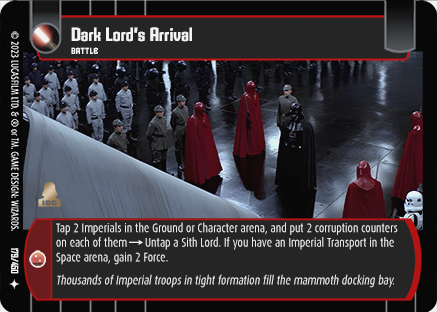 Dark Lord's Arrival
BATTLE
© 2023 LUCASFILM LTD. & ® or TM. GAME DESIGN: WIZARDS.
IDC
Tap 2 Imperials in the Ground or Character arena, and put 2 corruption counters
on each of them → Untap a Sith Lord. If you have an Imperial Transport in the
Space arena, gain 2 Force.
Thousands of Imperial troops in tight formation fill the mammoth docking bay.